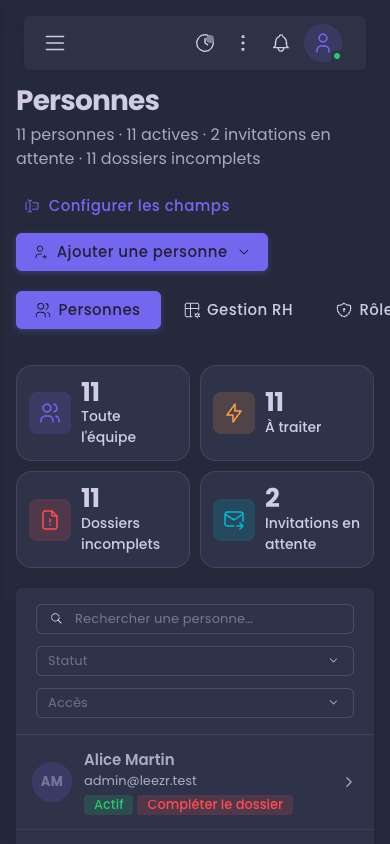 Personnes
11 personnes · 11 actives · 2 invitations en
attente · 11 dossiers incomplets
Configurer les champs
Ajouter une personne
Personnes
Gestion RH
Rôle
11
Toute
l'équipe
11
À traiter
11
Dossiers
incomplets
2
Invitations en
attente
Rechercher une personne...
Statut
Accès
AM
Alice Martin
admin@leezr.test
Actif
Compléter le dossier